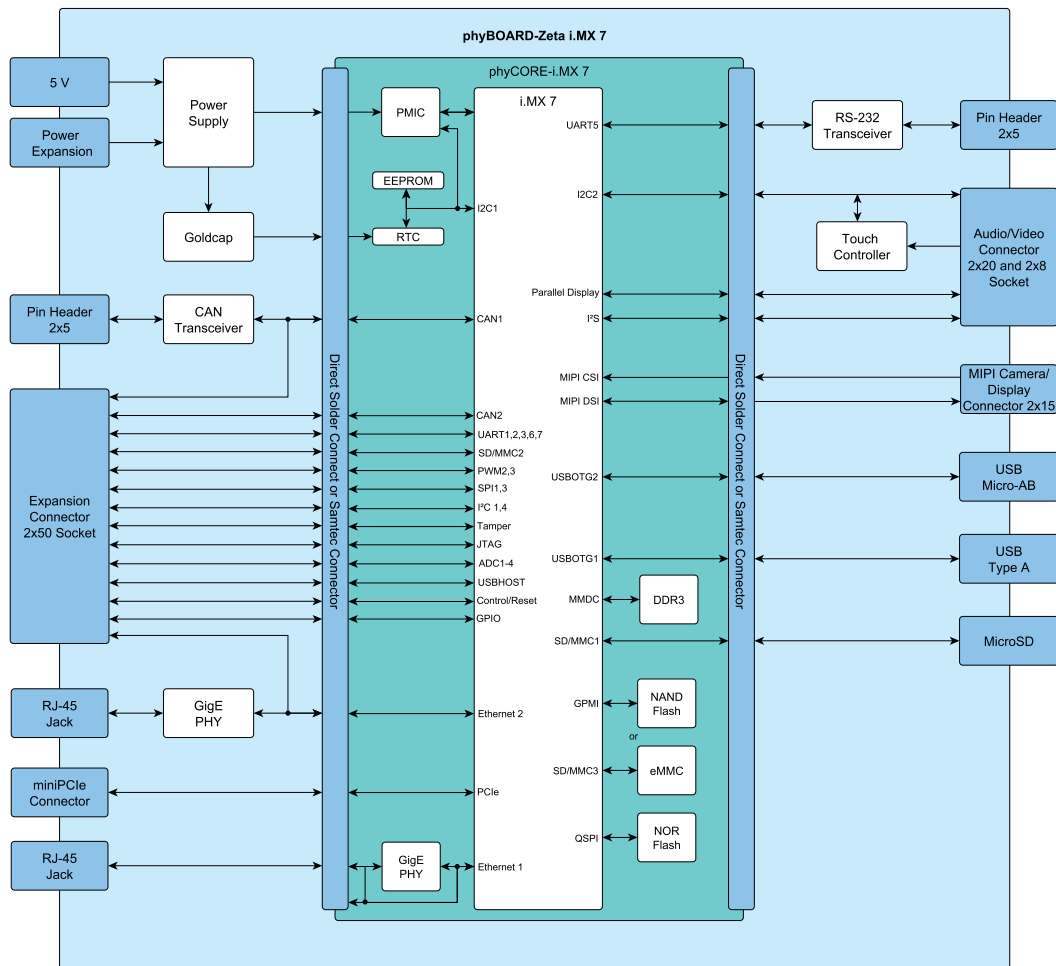 phyBOARD-Zeta i.MX 7
phyCORE-i.MX 7
i.MX 7
5 V
Power
Expansion
Power
Supply
Goldcap
Pin Header
2x5
CAN
Transceiver
Expansion
Connector
2x50 Socket
RJ-45
Jack
GigE
PHY
miniPCIe
Connector
RJ-45
Jack
Direct Solder Connect or Samtec Connector
PMIC
EEPROM
RTC
GigE
PHY
I2C1
CAN1
CAN2
UART1,2,3,6,7
SD/MMC2
PWM2,3
SPI1,3
I²C 1,4
Tamper
JTAG
ADC1-4
USBHOST
Control/Reset
GPIO
Ethernet 2
PCIe
Ethernet 1
UART5
I2C2
Parallel Display
I²S
MIPI CSI
MIPI DSI
USBOTG2
USBOTG1
MMDC
SD/MMC1
GPMI
SD/MMC3
QSPI
DDR3
NAND
Flash
or
eMMC
NOR
Flash
Direct Solder Connect or Samtec Connector
RS-232
Transceiver
Touch
Controller
Pin Header
2x5
Audio/Video
Connector
2x20 and 2x8
Socket
MIPI Camera/
Display
Connector 2x15
USB
Micro-AB
USB
Type A
MicroSD